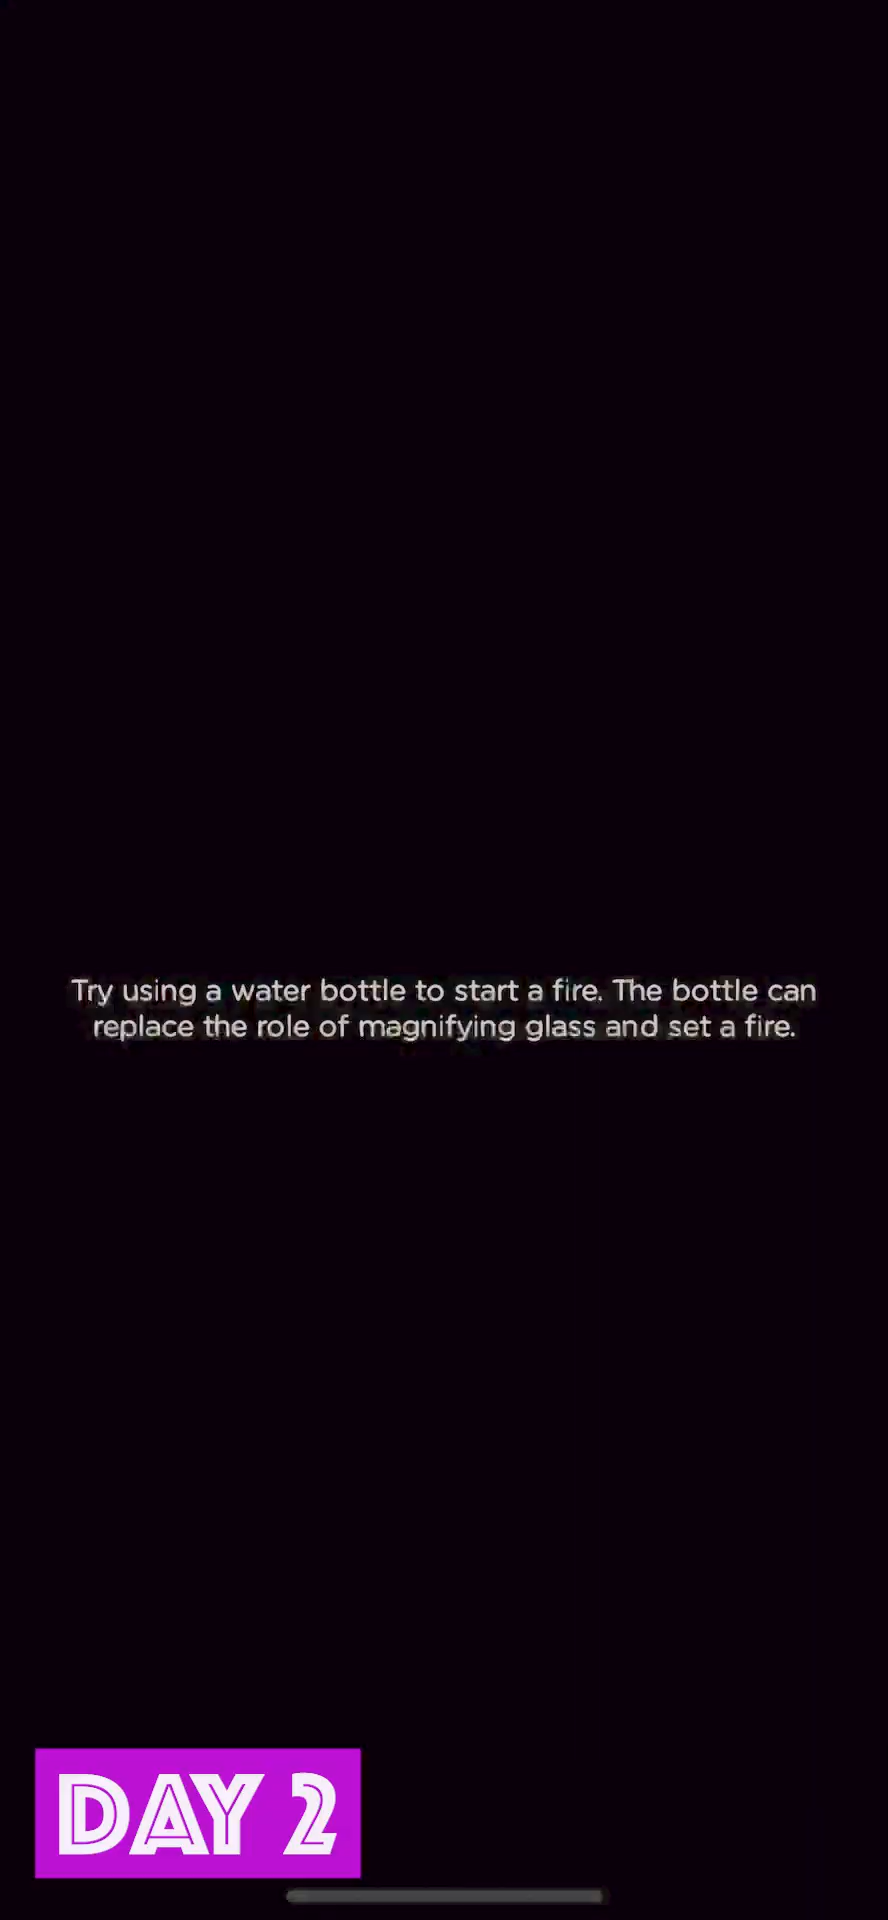 Try using a water bottle to start a fire. The bottle can
replace the role of magnifying glass and set a fire.
DAY 2